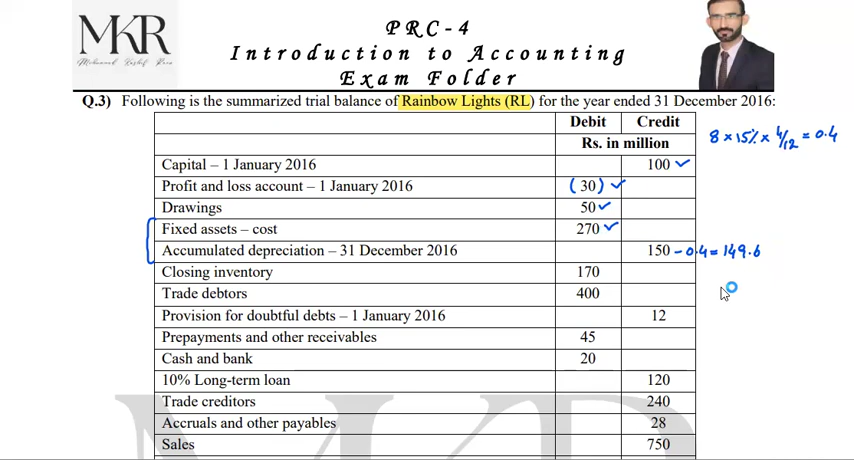 MKR
PRC-4
Introduction to Accounting
Exam Folder
Q.3) Following is the summarized trial balance of Rainbow Lights (RL) for the year ended 31 December 2016:
Debit Credit
Rs. in million
8 × 15% × 4/12 = 0.4
Capital – 1 January 2016 100 ✓
Profit and loss account – 1 January 2016 (30) ✓
Drawings 50 ✓
Fixed assets – cost 270 ✓
Accumulated depreciation – 31 December 2016 150 – 0.4 = 149.6
Closing inventory 170
Trade debtors 400
Provision for doubtful debts – 1 January 2016 12
Prepayments and other receivables 45
Cash and bank 20
10% Long-term loan 120
Trade creditors 240
Accruals and other payables 28
Sales 750